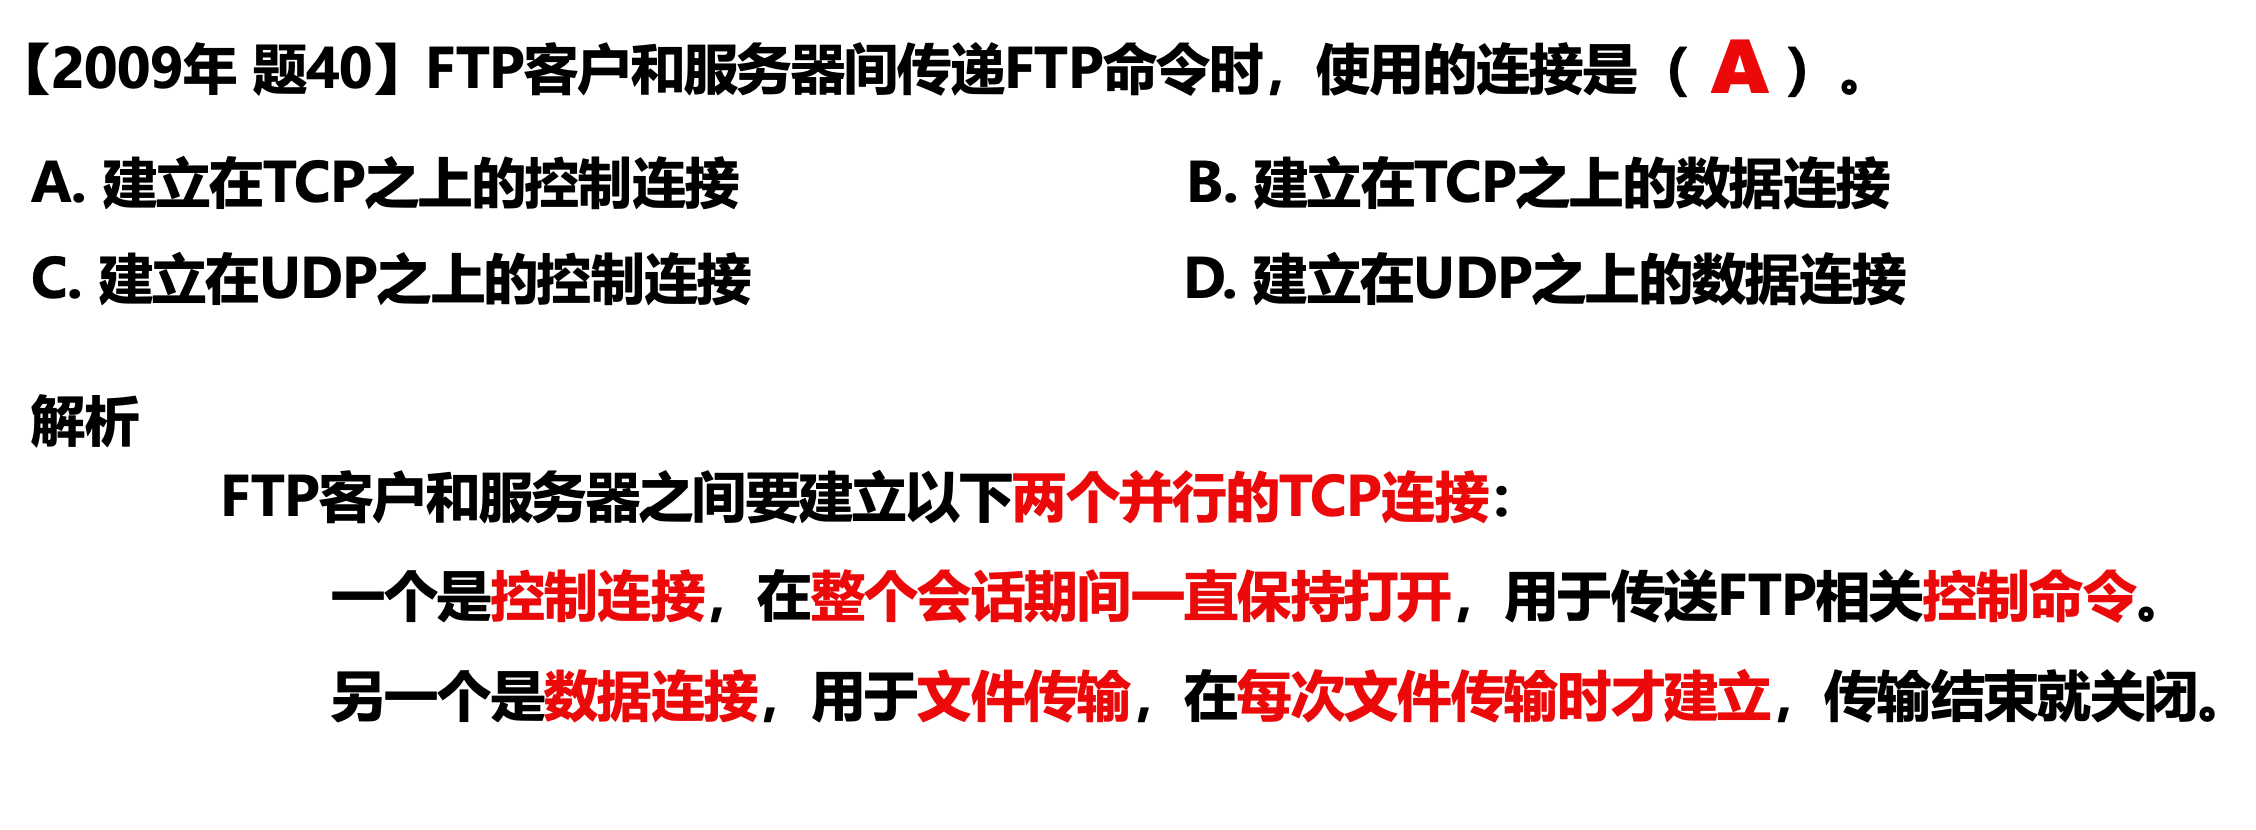 【2009年 题40】FTP客户和服务器间传递FTP命令时，使用的连接是（ A ）。
A. 建立在TCP之上的控制连接 B. 建立在TCP之上的数据连接
C. 建立在UDP之上的控制连接 D. 建立在UDP之上的数据连接
解析
FTP客户和服务器之间要建立以下两个并行的TCP连接：
一个是控制连接，在整个会话期间一直保持打开，用于传送FTP相关控制命令。
另一个是数据连接，用于文件传输，在每次文件传输时才建立，传输结束就关闭。